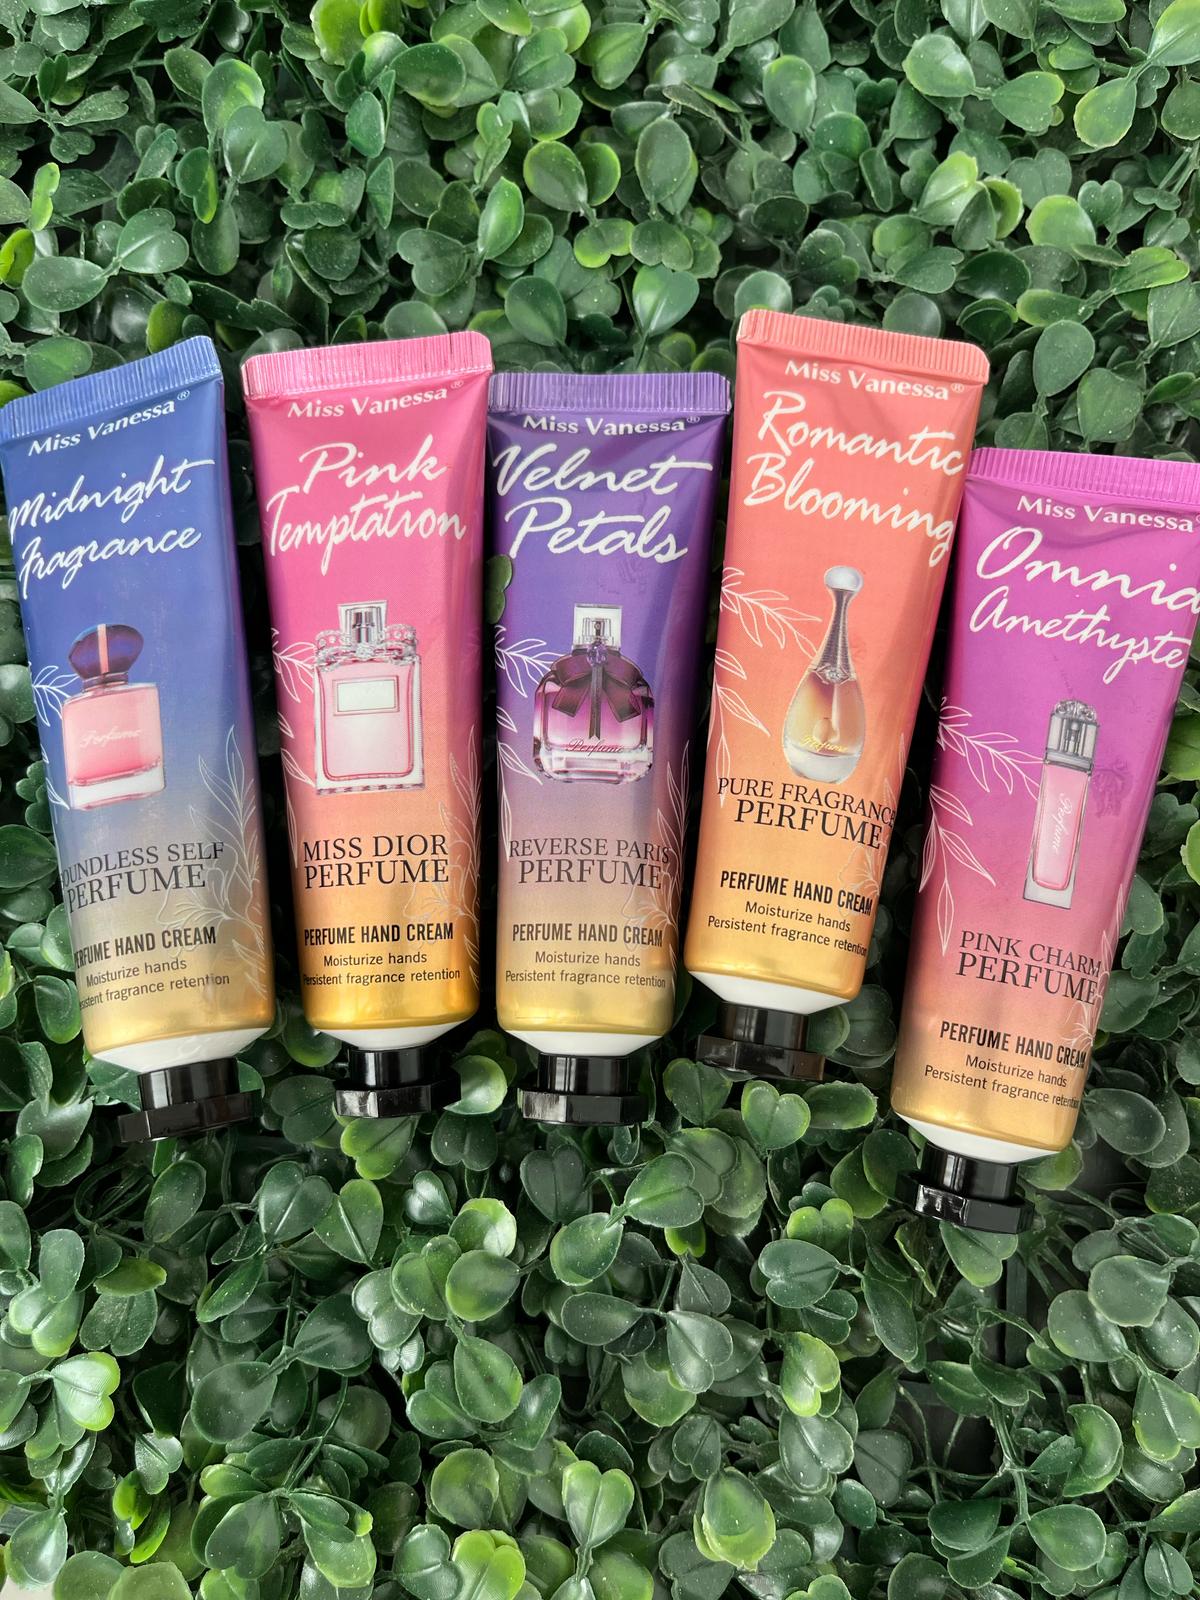 Miss Vanessa®
Midnight
Fragrance
Perfume
OUNDLESS SELF
PERFUME
PERFUME HAND CREAM
Moisturize hands
Persistent fragrance retention
Miss Vanessa®
Pink
Temptation
MISS DIOR
PERFUME
PERFUME HAND CREAM
Moisturize hands
Persistent fragrance retention
Miss Vanessa®
Velnet
Petals
Perfume
REVERSE PARIS
PERFUME
PERFUME HAND CREAM
Moisturize hands
Persistent fragrance retention
Miss Vanessa®
Romantic
Blooming
Perfume
PURE FRAGRANCE
PERFUME
PERFUME HAND CREAM
Moisturize hands
Persistent fragrance retention
Miss Vanessa
Omnia
Amethyste
Perfume
PINK CHARM
PERFUME
PERFUME HAND CREAM
Moisturize hands
Persistent fragrance retention